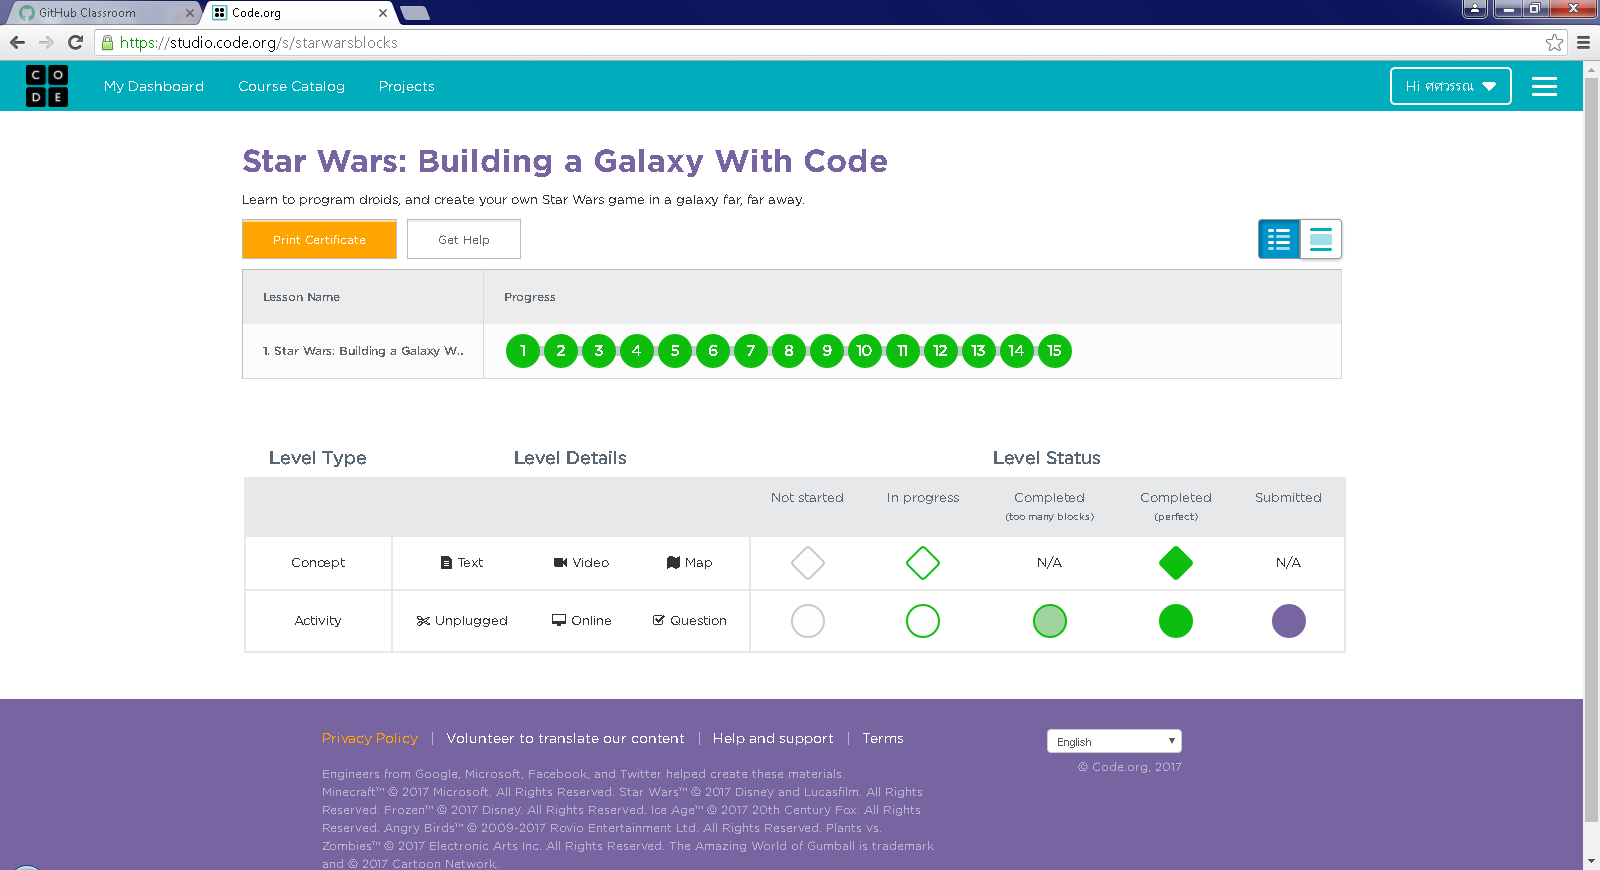 GitHub Classroom
Code.org
https://studio.code.org/s/starwarsblocks
CODE
My Dashboard
Course Catalog
Projects
Hi ศศวรรณ
Star Wars: Building a Galaxy With Code
Learn to program droids, and create your own Star Wars game in a galaxy far, far away.
Print Certificate
Get Help
Lesson Name
Progress
1. Star Wars: Building a Galaxy W..
1 2 3 4 5 6 7 8 9 10 11 12 13 14 15
Level Type
Level Details
Level Status
Not started
In progress
Completed
(too many blocks)
Completed
(perfect)
Submitted
Concept
Text
Video
Map
N/A
N/A
Activity
Unplugged
Online
Question
Privacy Policy | Volunteer to translate our content | Help and support | Terms
English
© Code.org, 2017
Engineers from Google, Microsoft, Facebook, and Twitter helped create these materials.
Minecraft™ © 2017 Microsoft. All Rights Reserved. Star Wars™ © 2017 Disney and Lucasfilm. All Rights
Reserved. Frozen™ © 2017 Disney. All Rights Reserved. Ice Age™ © 2017 20th Century Fox. All Rights
Reserved. Angry Birds™ © 2009-2017 Rovio Entertainment Ltd. All Rights Reserved. Plants vs.
Zombies™ © 2017 Electronic Arts Inc. All Rights Reserved. The Amazing World of Gumball is trademark
and © 2017 Cartoon Network.